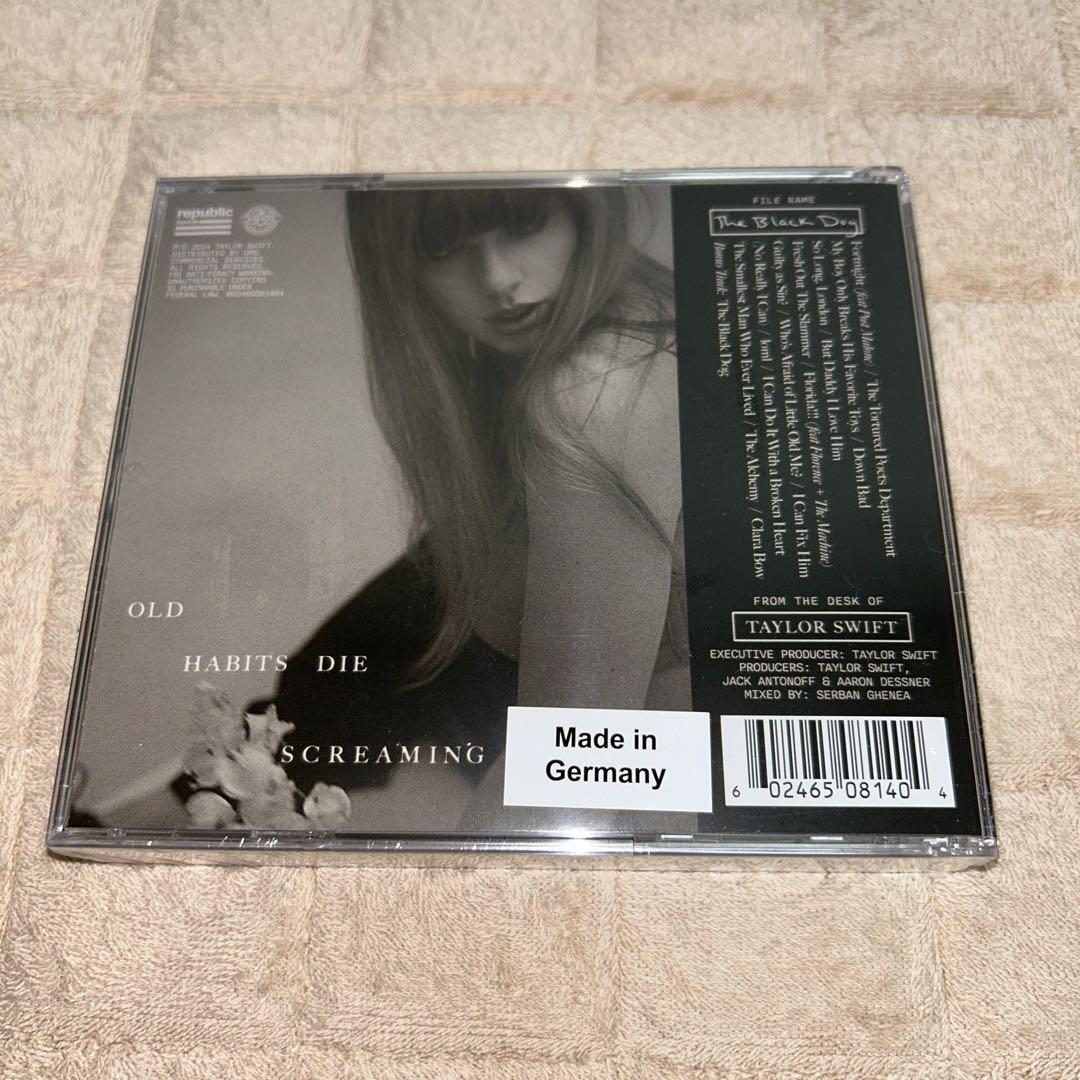 republic
RECORDS
℗© 2024 TAYLOR SWIFT.
DISTRIBUTED BY UMG
COMMERCIAL SERVICES.
ALL RIGHTS RESERVED.
FBI ANTI-PIRACY WARNING:
UNAUTHORIZED COPYING
IS PUNISHABLE UNDER
FEDERAL LAW. 602465081404
FILE NAME
The Black Dog
Fortnight (feat Post Malone) / The Tortured Poets Department
My Boy Only Breaks His Favorite Toys / Down Bad
So Long, London / But Daddy I Love Him
Fresh Out The Slammer / Florida!!! (feat Florence + The Machine)
Guilty as Sin? / Who's Afraid of Little Old Me? / I Can Fix Him
(No Really I Can) / loml / I Can Do It With a Broken Heart
The Smallest Man Who Ever Lived / The Alchemy / Clara Bow
Bonus Track: The Black Dog
FROM THE DESK OF
TAYLOR SWIFT
EXECUTIVE PRODUCER: TAYLOR SWIFT
PRODUCERS: TAYLOR SWIFT,
JACK ANTONOFF & AARON DESSNER
MIXED BY: SERBAN GHENEA
OLD
HABITS DIE
SCREAMING
Made in
Germany
6 02465 08140 4